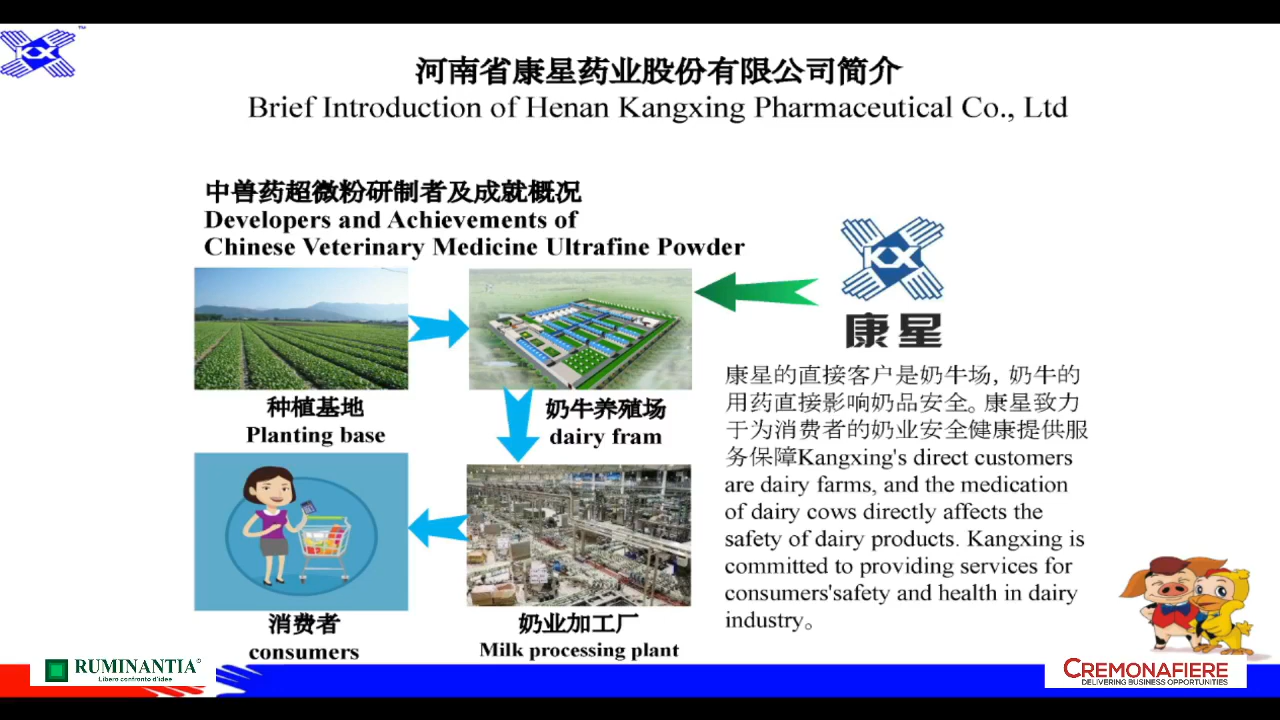 KX
TM
河南省康星药业股份有限公司简介
Brief Introduction of Henan Kangxing Pharmaceutical Co., Ltd
中兽药超微粉研制者及成就概况
Developers and Achievements of
Chinese Veterinary Medicine Ultrafine Powder
KX
康星
种植基地
Planting base
奶牛养殖场
dairy fram
康星的直接客户是奶牛场，奶牛的
用药直接影响奶品安全。康星致力
于为消费者的奶业安全健康提供服
务保障Kangxing's direct customers
are dairy farms, and the medication
of dairy cows directly affects the
safety of dairy products. Kangxing is
committed to providing services for
consumers'safety and health in dairy
industry。
消费者
consumers
奶业加工厂
Milk processing plant
RUMINANTIA©
Libero confronto d'idee
CREMONAFIERE
DELIVERING BUSINESS OPPORTUNITIES